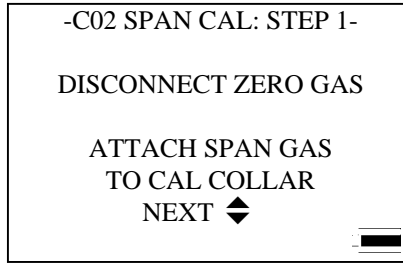 -C02 SPAN CAL: STEP 1-
DISCONNECT ZERO GAS
ATTACH SPAN GAS
TO CAL COLLAR
NEXT